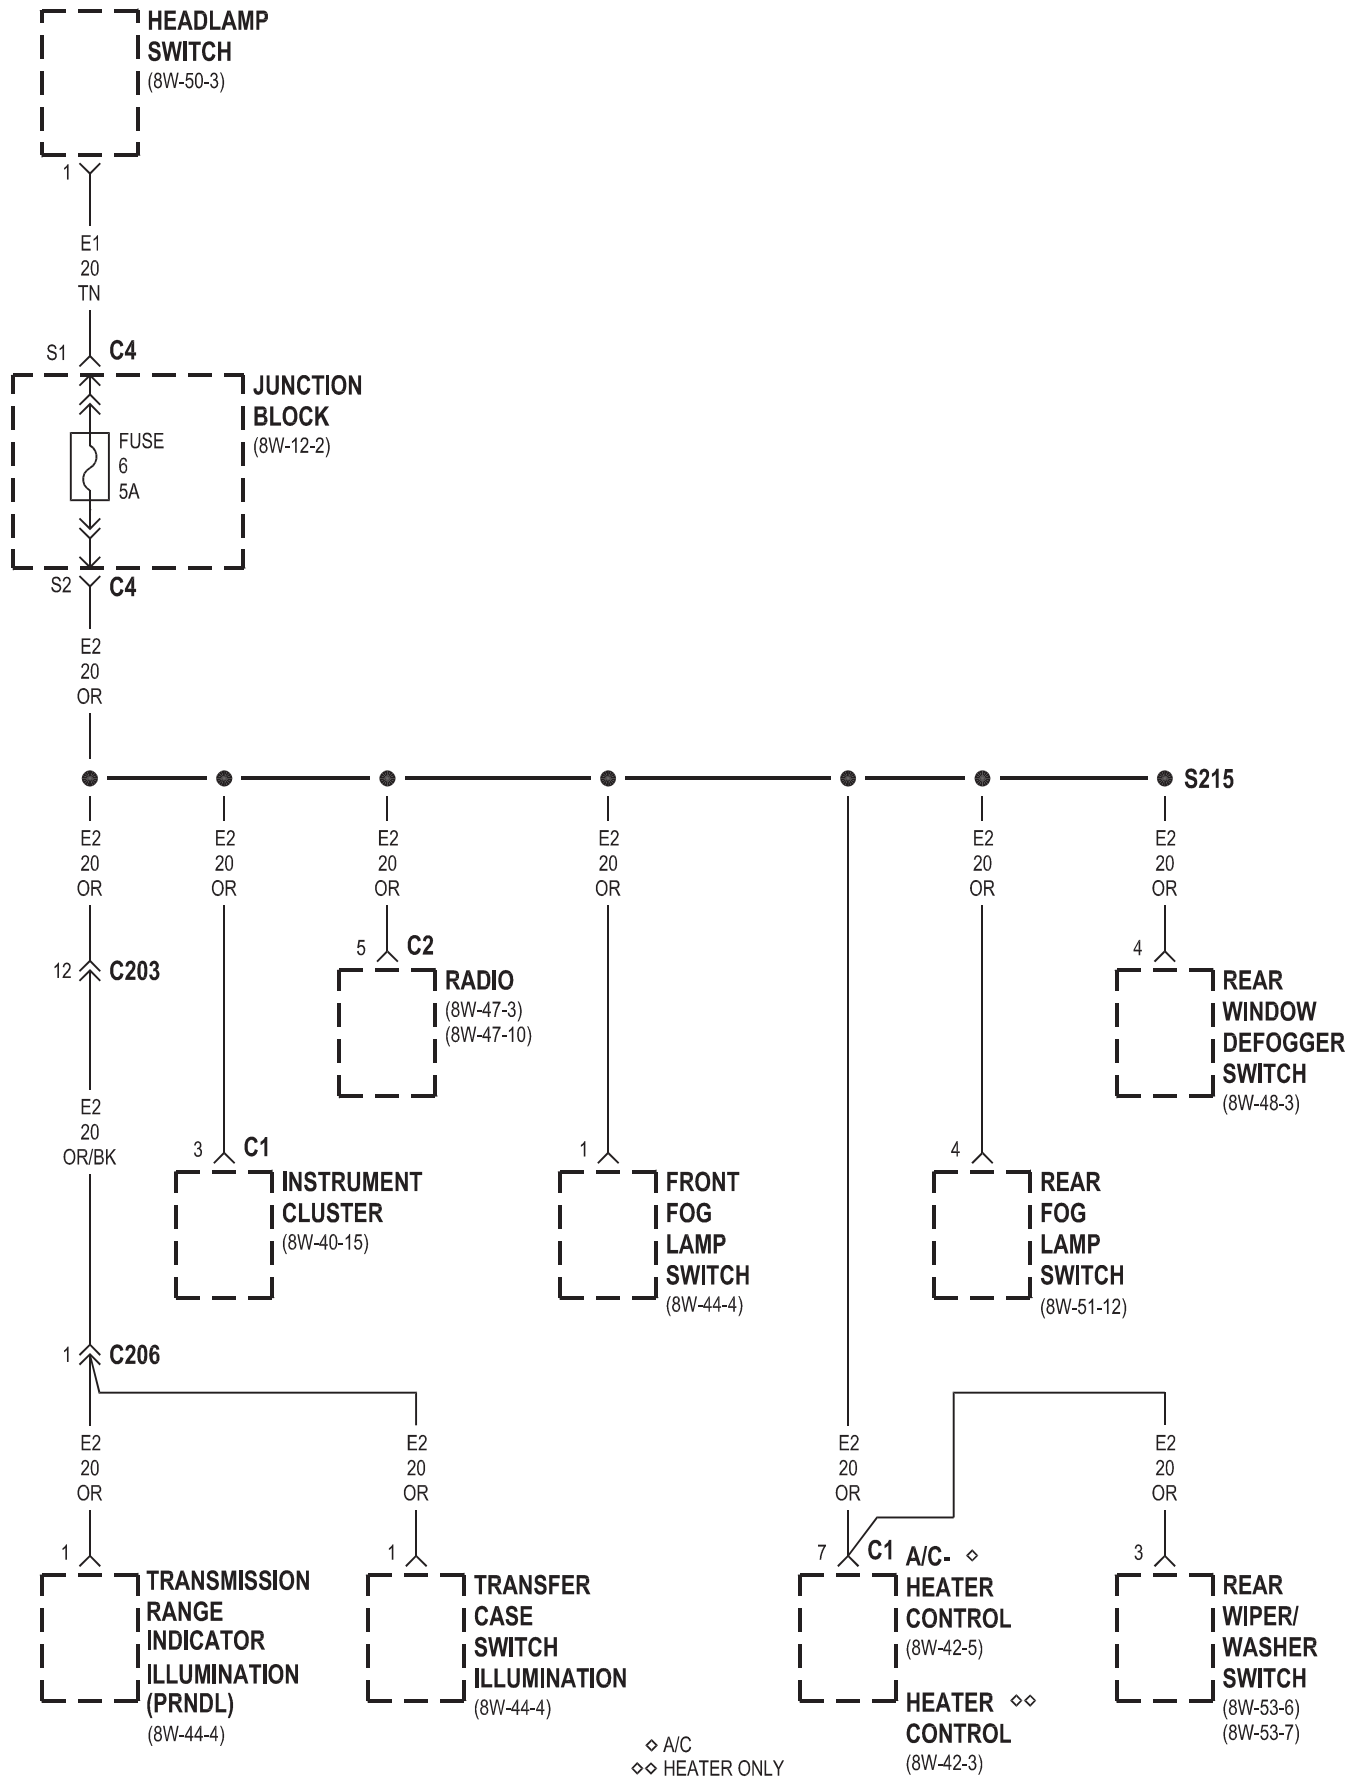 HEADLAMP
SWITCH
(8W-50-3)
1
E1
20
TN
S1
C4
JUNCTION
BLOCK
(8W-12-2)
FUSE
6
5A
S2
C4
E2
20
OR
S215
E2
20
OR
E2
20
OR
E2
20
OR
E2
20
OR
E2
20
OR
E2
20
OR
12
C203
5
C2
RADIO
(8W-47-3)
(8W-47-10)
4
REAR
WINDOW
DEFOGGER
SWITCH
(8W-48-3)
E2
20
OR/BK
3
C1
INSTRUMENT
CLUSTER
(8W-40-15)
1
FRONT
FOG
LAMP
SWITCH
(8W-44-4)
4
REAR
FOG
LAMP
SWITCH
(8W-51-12)
1
C206
E2
20
OR
E2
20
OR
E2
20
OR
E2
20
OR
1
TRANSMISSION
RANGE
INDICATOR
ILLUMINATION
(PRNDL)
(8W-44-4)
1
TRANSFER
CASE
SWITCH
ILLUMINATION
(8W-44-4)
7
C1
A/C- ◇
HEATER
CONTROL
(8W-42-5)
HEATER ◇◇
CONTROL
(8W-42-3)
3
REAR
WIPER/
WASHER
SWITCH
(8W-53-6)
(8W-53-7)
◇ A/C
◇◇ HEATER ONLY